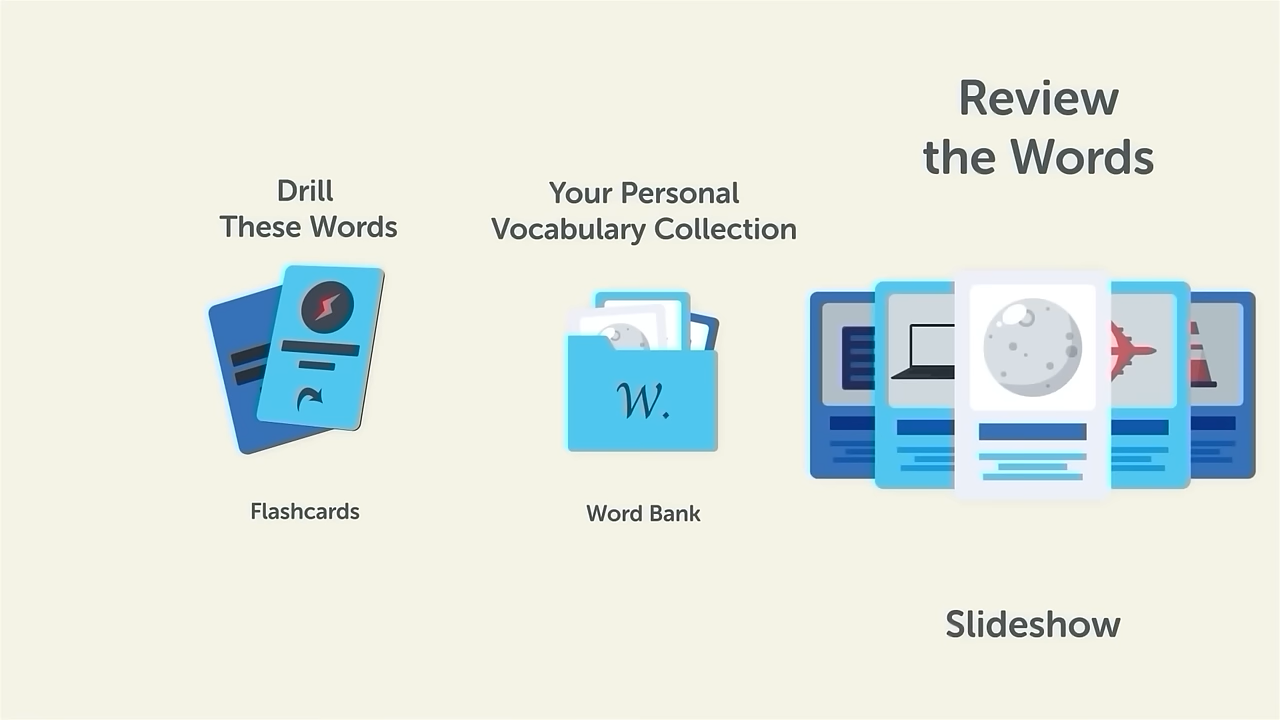 Drill
These Words
Flashcards
Your Personal
Vocabulary Collection
W.
Word Bank
Review
the Words
Slideshow